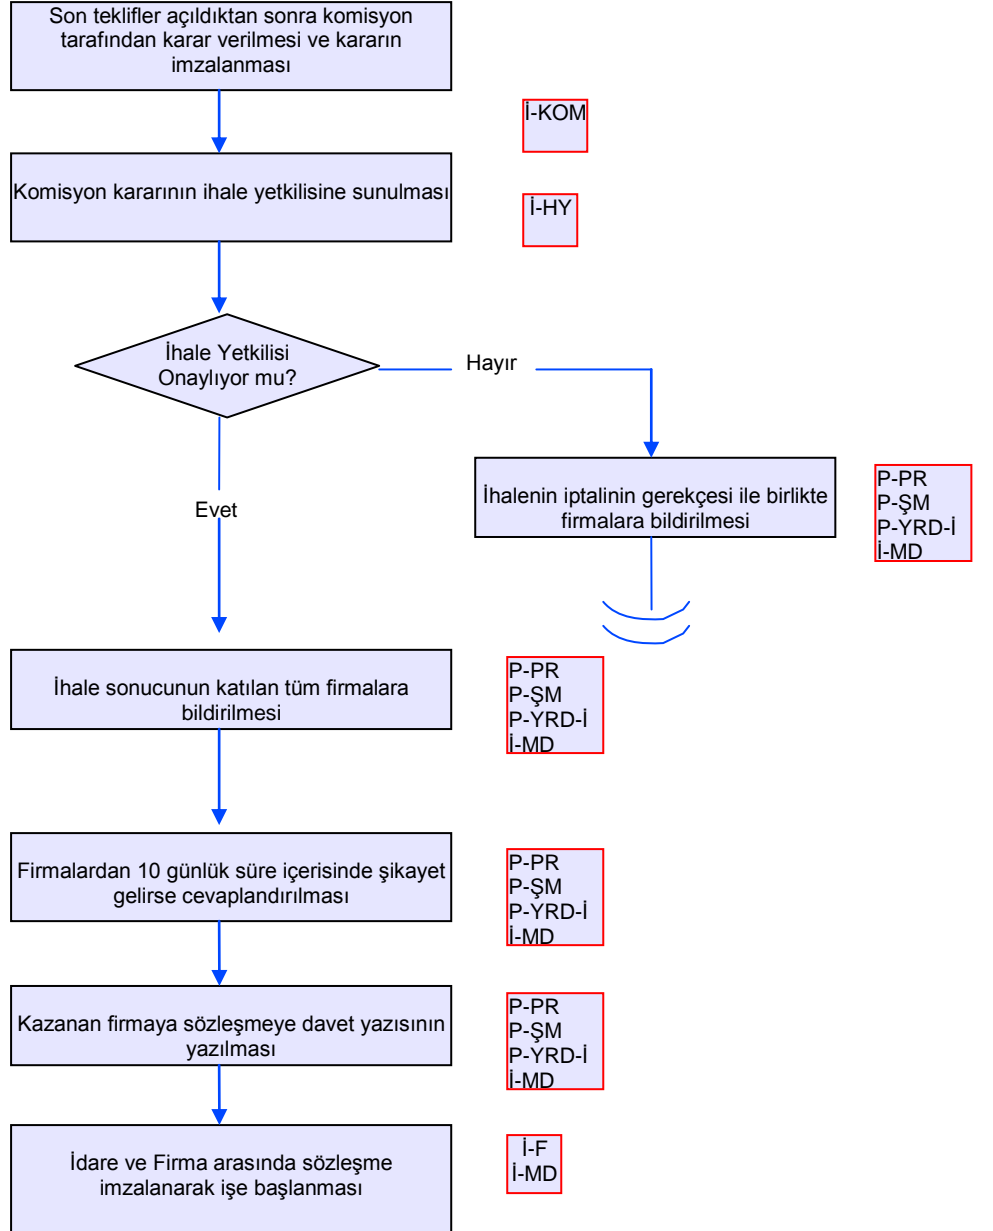 Son teklifler açıldıktan sonra komisyon
tarafından karar verilmesi ve kararın
imzalanması
İ-KOM
Komisyon kararının ihale yetkilisine sunulması
İ-HY
İhale Yetkilisi
Onaylıyor mu?
Hayır
Evet
İhalenin iptalinin gerekçesi ile birlikte
firmalara bildirilmesi
P-PR
P-ŞM
P-YRD-İ
İ-MD
İhale sonucunun katılan tüm firmalara
bildirilmesi
P-PR
P-ŞM
P-YRD-İ
İ-MD
Firmalardan 10 günlük süre içerisinde şikayet
gelirse cevaplandırılması
P-PR
P-ŞM
P-YRD-İ
İ-MD
Kazanan firmaya sözleşmeye davet yazısının
yazılması
P-PR
P-ŞM
P-YRD-İ
İ-MD
İdare ve Firma arasında sözleşme
imzalanarak işe başlanması
İ-F
İ-MD